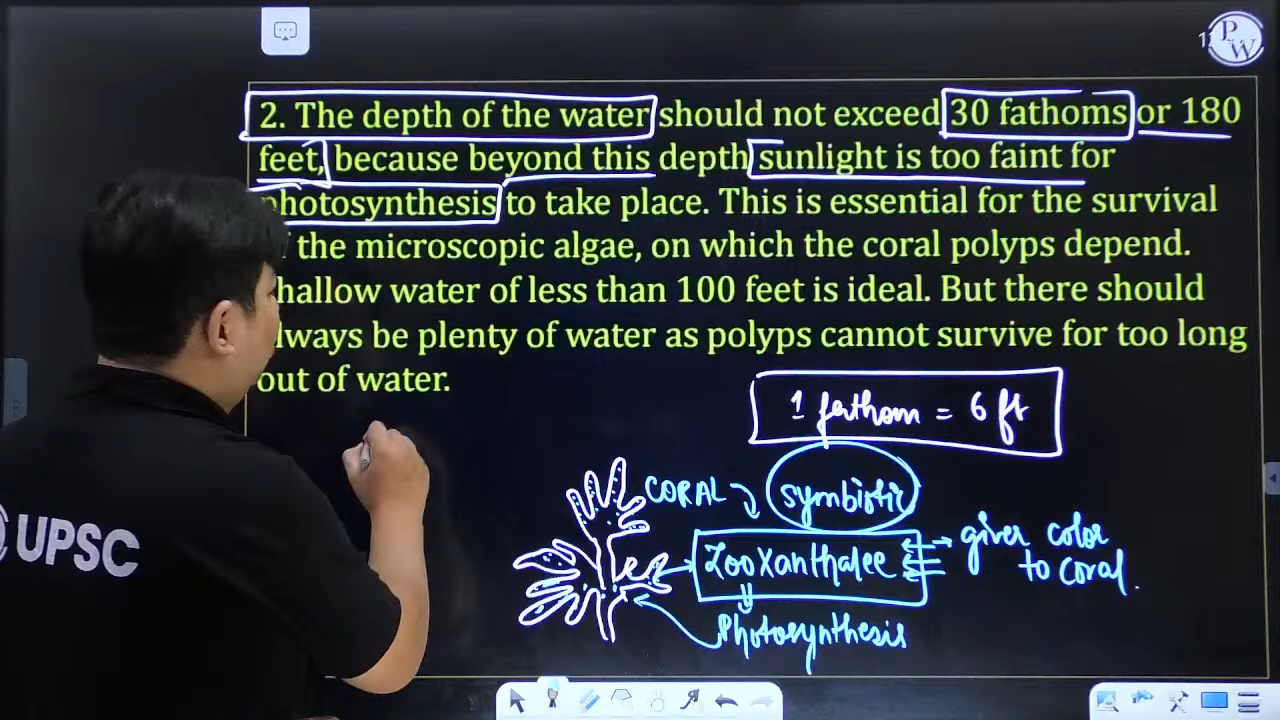 PW
2. The depth of the water should not exceed 30 fathoms or 180
feet, because beyond this depth sunlight is too faint for
photosynthesis to take place. This is essential for the survival
the microscopic algae, on which the coral polyps depend.
hallow water of less than 100 feet is ideal. But there should
lways be plenty of water as polyps cannot survive for too long
out of water.
1 fathom = 6 ft
CORAL symbiotic
Zooxanthalee gives color
to coral.
Photosynthesis
UPSC